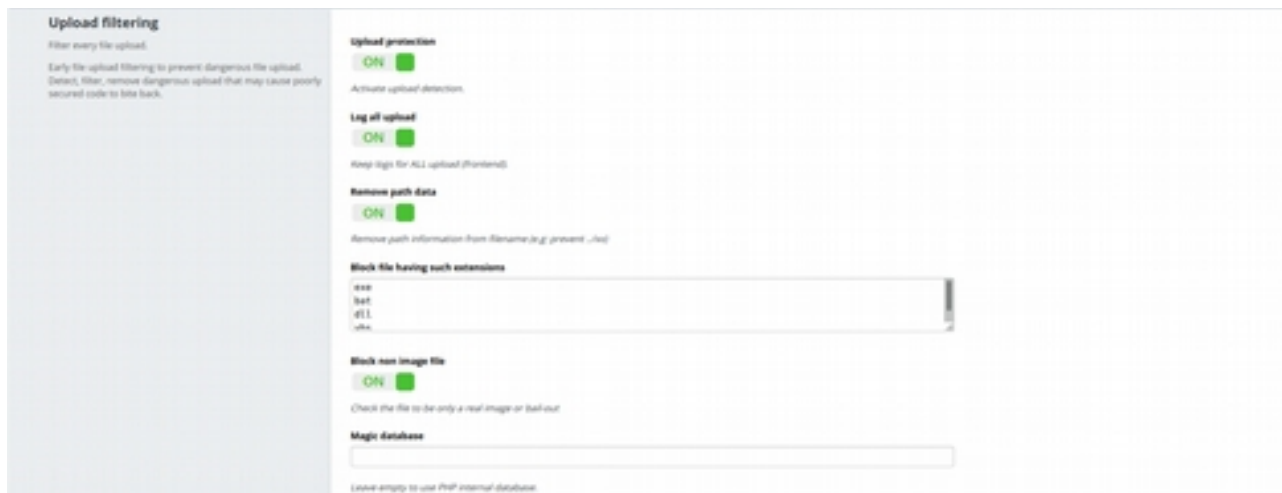 Upload filtering
Filter every file upload.
Early file upload filtering to prevent dangerous file upload.
Detect, filter, remove dangerous upload that may cause poorly
secured code to bite back.
Upload protection
ON
Activate upload detection.
Log all upload
ON
Keep logs for ALL upload (frontend).
Remove path data
ON
Remove path information from filename (e.g: prevent ../xx)
Block file having such extensions
exe
bat
dll
Block non image file
ON
Check the file to be only a real image or bail-out
Magic database
Leave empty to use PHP internal database.